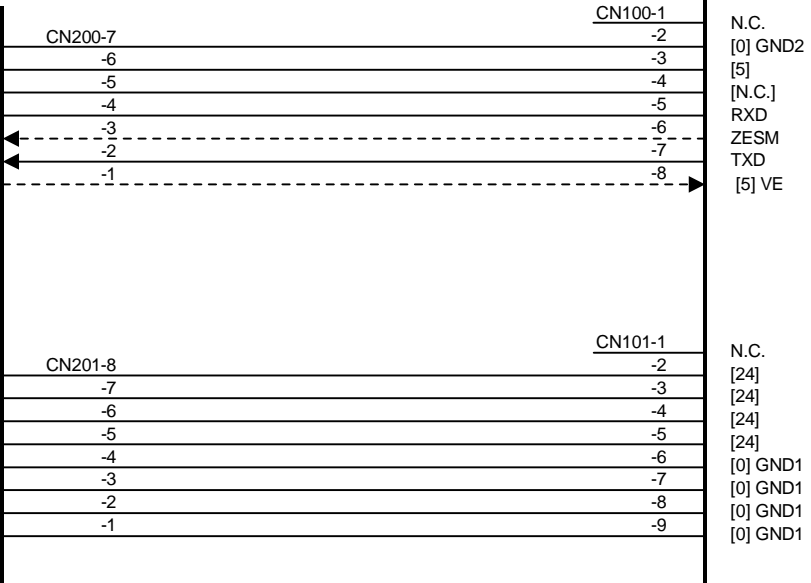 CN100-1 N.C.
CN200-7 -2 [0] GND2
-6 -3 [5]
-5 -4 [N.C.]
-4 -5 RXD
-3 -6 ZESM
-2 -7 TXD
-1 -8 [5] VE
CN101-1 N.C.
CN201-8 -2 [24]
-7 -3 [24]
-6 -4 [24]
-5 -5 [24]
-4 -6 [0] GND1
-3 -7 [0] GND1
-2 -8 [0] GND1
-1 -9 [0] GND1